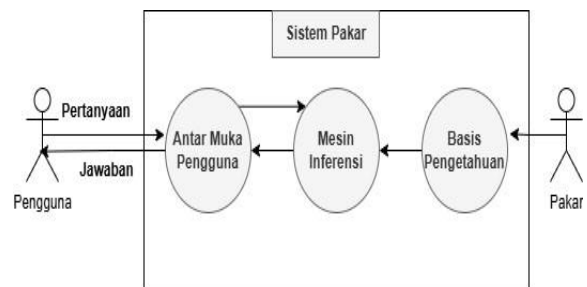 Sistem Pakar
Pertanyaan
Jawaban
Pengguna
Antar Muka
Pengguna
Mesin
Inferensi
Basis
Pengetahuan
Pakar